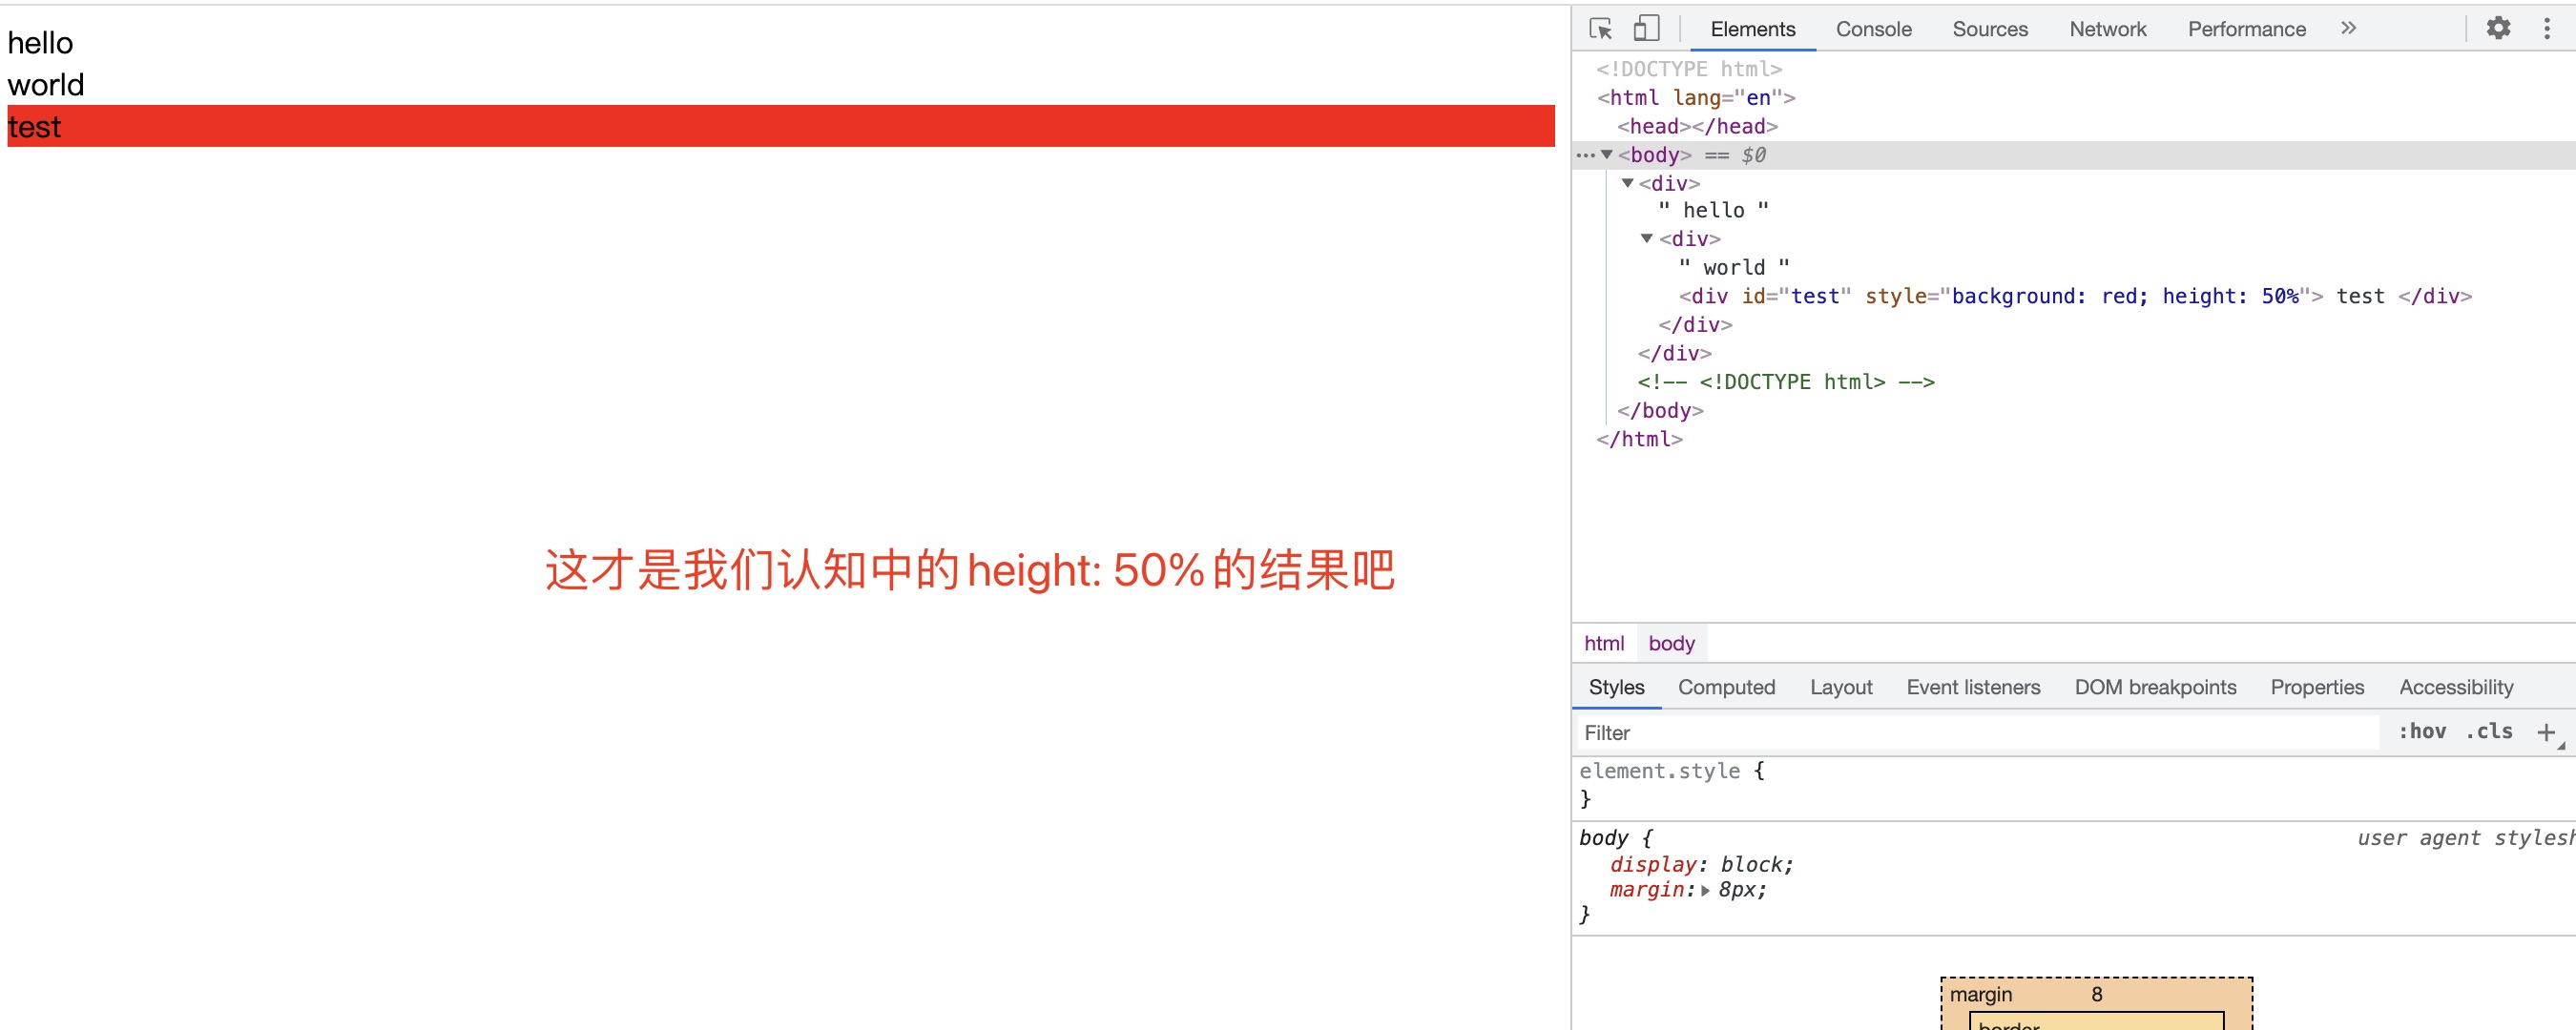 hello
world
test
这才是我们认知中的height: 50%的结果吧
Elements Console Sources Network Performance »
<!DOCTYPE html>
<html lang="en">
<head></head>
<body> == $0
<div>
" hello "
<div>
" world "
<div id="test" style="background: red; height: 50%"> test </div>
</div>
</div>
<!-- <!DOCTYPE html> -->
</body>
</html>
html body
Styles Computed Layout Event listeners DOM breakpoints Properties Accessibility
Filter :hov .cls +
element.style {
}
body { user agent stylesh
display: block;
margin: 8px;
}
margin 8
border